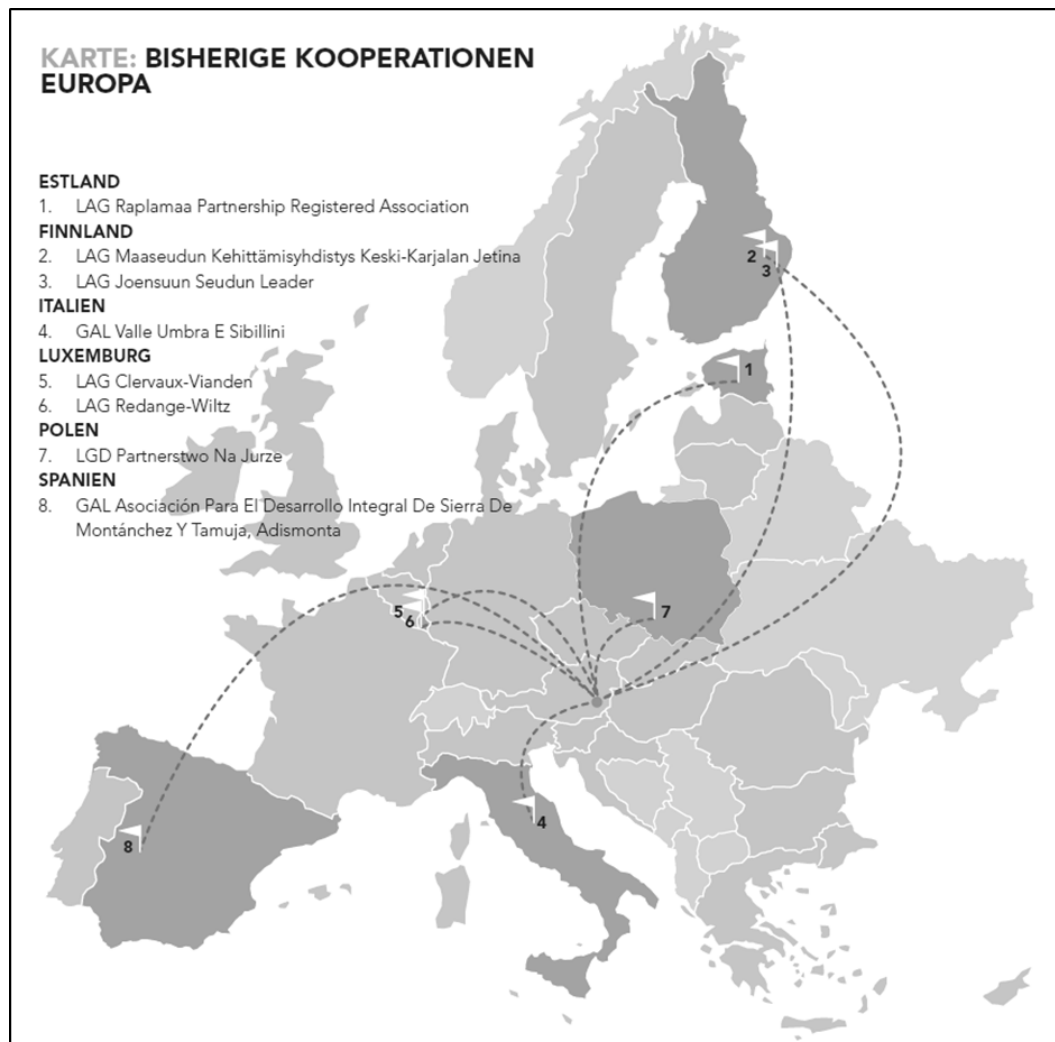 KARTE: BISHERIGE KOOPERATIONEN
EUROPA
ESTLAND
1. LAG Raplamaa Partnership Registered Association
FINNLAND
2. LAG Maaseudun Kehittämisyhdistys Keski-Karjalan Jetina
3. LAG Joensuun Seudun Leader
ITALIEN
4. GAL Valle Umbra E Sibillini
LUXEMBURG
5. LAG Clervaux-Vianden
6. LAG Redange-Wiltz
POLEN
7. LGD Partnerstwo Na Jurze
SPANIEN
8. GAL Asociación Para El Desarrollo Integral De Sierra De
Montánchez Y Tamuja, Adismonta
2
3
1
5
6
7
4
8